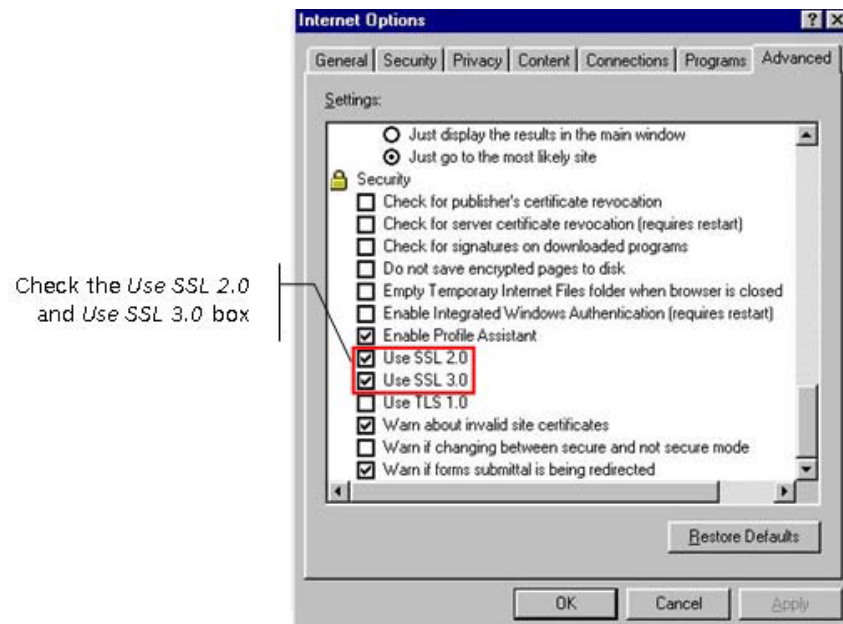 Internet Options
General Security Privacy Content Connections Programs Advanced
Settings:
Just display the results in the main window
Just go to the most likely site
Security
Check for publisher's certificate revocation
Check for server certificate revocation (requires restart)
Check for signatures on downloaded programs
Do not save encrypted pages to disk
Empty Temporary Internet Files folder when browser is closed
Enable Integrated Windows Authentication (requires restart)
Enable Profile Assistant
Use SSL 2.0
Use SSL 3.0
Use TLS 1.0
Warn about invalid site certificates
Warn if changing between secure and not secure mode
Warn if forms submittal is being redirected
Restore Defaults
OK Cancel Apply
Check the Use SSL 2.0
and Use SSL 3.0 box